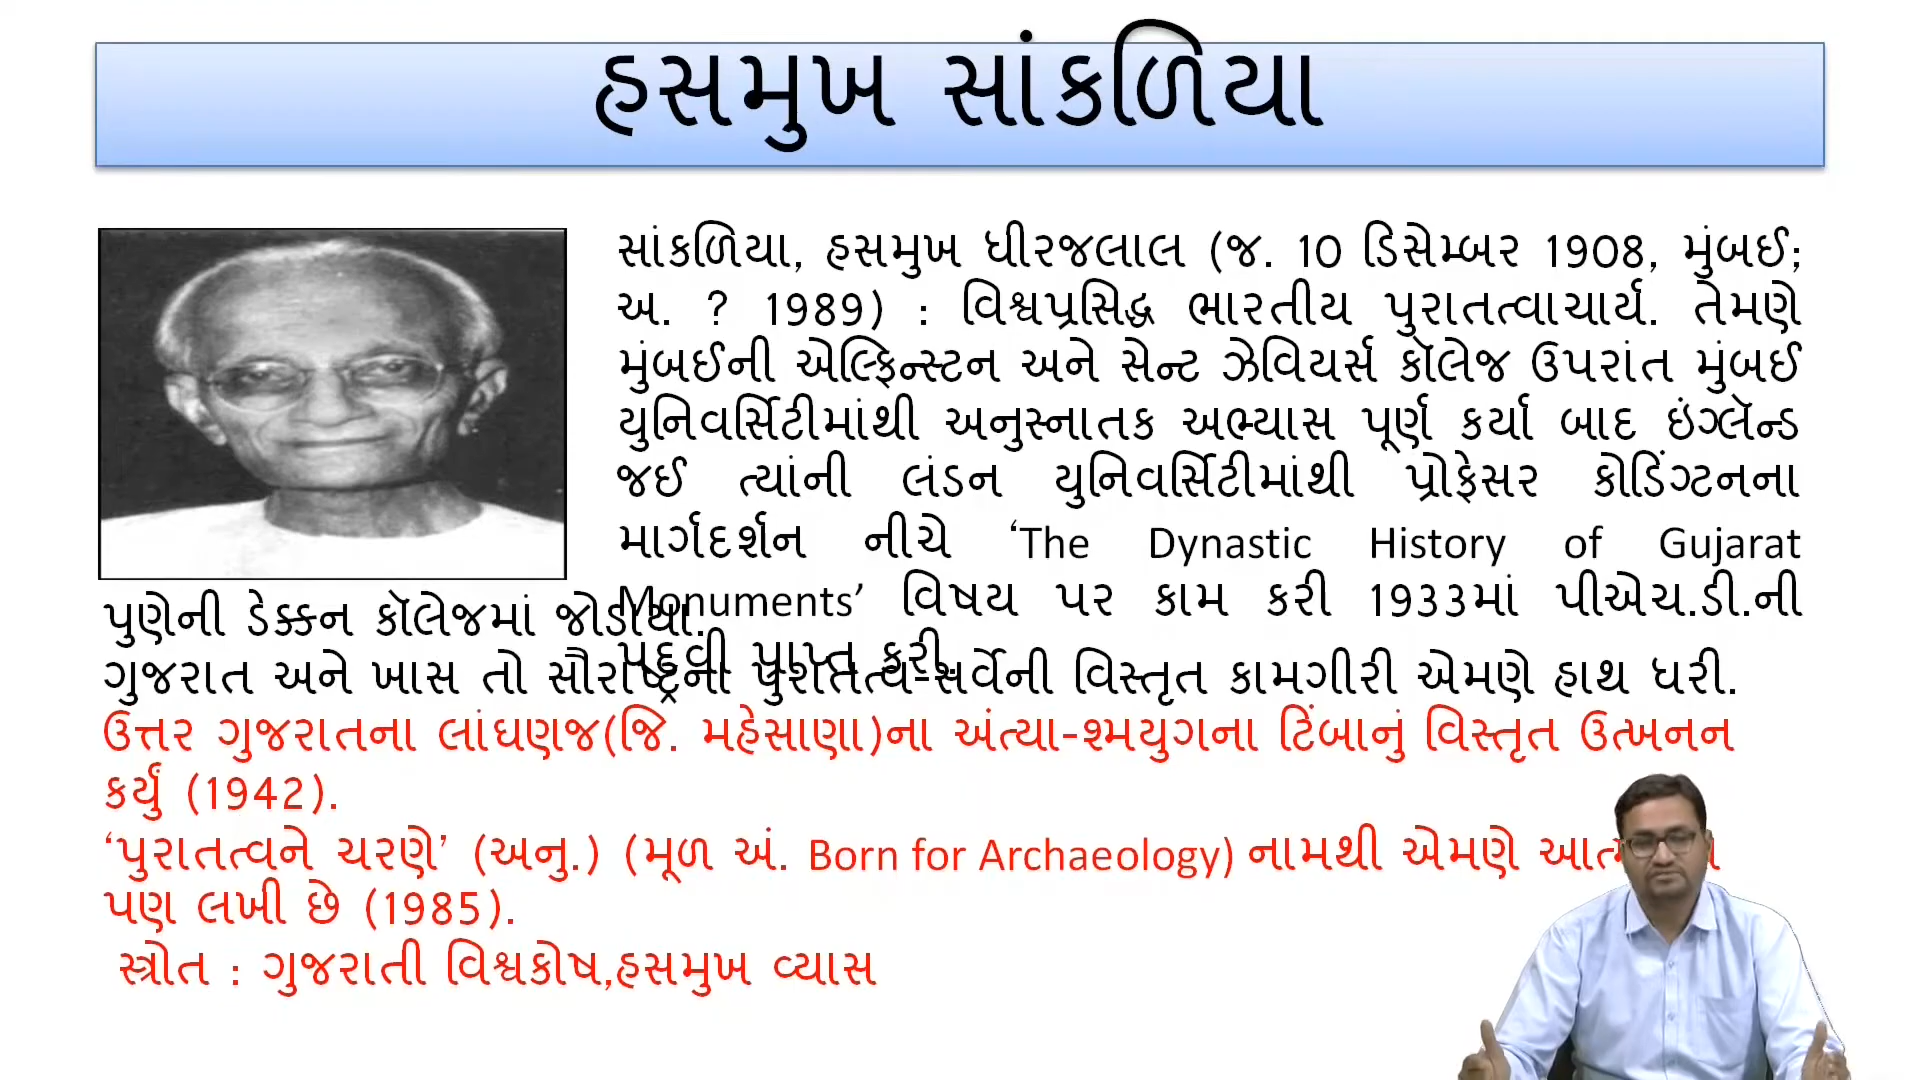 હસમુખ સાંકળિયા
સાંકળિયા, હસમુખ ધીરજલાલ (જ. 10 ડિસેમ્બર 1908, મુંબઈ;
અ. ? 1989) : વિશ્વપ્રસિદ્ધ ભારતીય પુરાતત્વાચાર્ય. તેમણે
મુંબઈની એલ્ફિન્સ્ટન અને સેન્ટ ઝેવિયર્સ કૉલેજ ઉપરાંત મુંબઈ
યુનિવર્સિટીમાંથી અનુસ્નાતક અભ્યાસ પૂર્ણ કર્યા બાદ ઇંગ્લૅન્ડ
જઈ ત્યાંની લંડન યુનિવર્સિટીમાંથી પ્રોફેસર કોડિંગ્ટનના
માર્ગદર્શન નીચે ‘The Dynastic History of Gujarat
Monuments’ વિષય પર કામ કરી 1933માં પીએચ.ડી.ની
પદવી પ્રાપ્ત કરી.
પુણેની ડેક્કન કૉલેજમાં જોડાયા.
ગુજરાત અને ખાસ તો સૌરાષ્ટ્રના પુરાતત્વ-સર્વેની વિસ્તૃત કામગીરી એમણે હાથ ધરી.
ઉત્તર ગુજરાતના લાંઘણજ(જિ. મહેસાણા)ના અંત્યા-શ્મયુગના ટિંબાનું વિસ્તૃત ઉત્ખનન
કર્યું (1942).
‘પુરાતત્વને ચરણે’ (અનુ.) (મૂળ અં. Born for Archaeology) નામથી એમણે
પણ લખી છે (1985).
સ્ત્રોત : ગુજરાતી વિશ્વકોષ,હસમુખ વ્યાસ